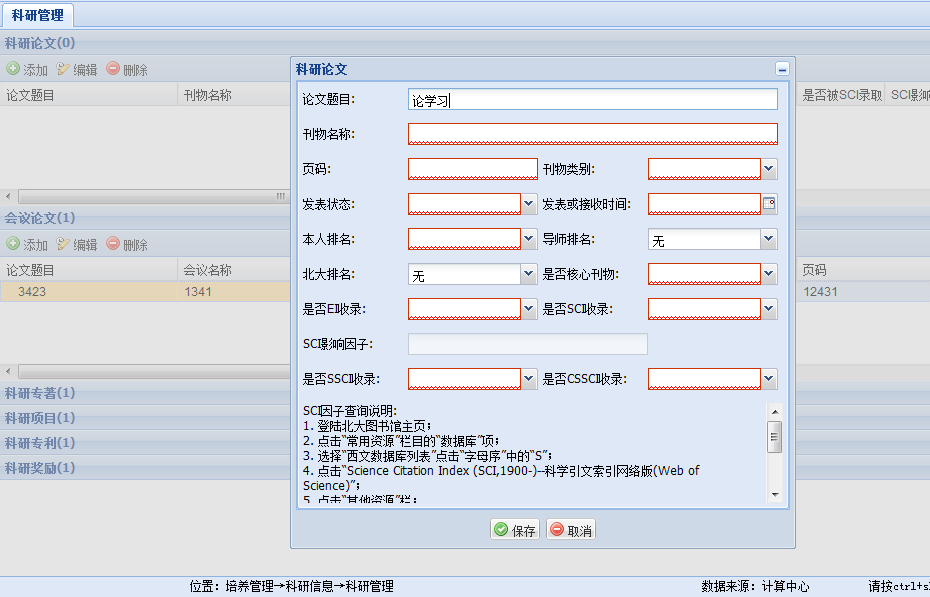 科研管理
科研论文(0)
添加 编辑 删除
论文题目 刊物名称 是否被SCI录取 SCI影响
会议论文(1)
添加 编辑 删除
论文题目 会议名称 页码
3423 1341 12431
科研专著(1)
科研项目(1)
科研专利(1)
科研奖励(1)
科研论文
论文题目: 论学习
刊物名称:
页码: 刊物类别:
发表状态: 发表或接收时间:
本人排名: 导师排名: 无
北大排名: 无 是否核心刊物:
是否EI收录: 是否SCI收录:
SCI影响因子:
是否SSCI收录: 是否CSSCI收录:
SCI因子查询说明:
1. 登陆北大图书馆主页；
2. 点击“常用资源”栏目的“数据库”项；
3. 选择“西文数据库列表”点击“字母序”中的“S”；
4. 点击“Science Citation Index (SCI,1900-)--科学引文索引网络版(Web of
Science)”；
5. 点击“其他资源”栏；
保存 取消
位置：培养管理→科研信息→科研管理 数据来源：计算中心 请按ctrl+s